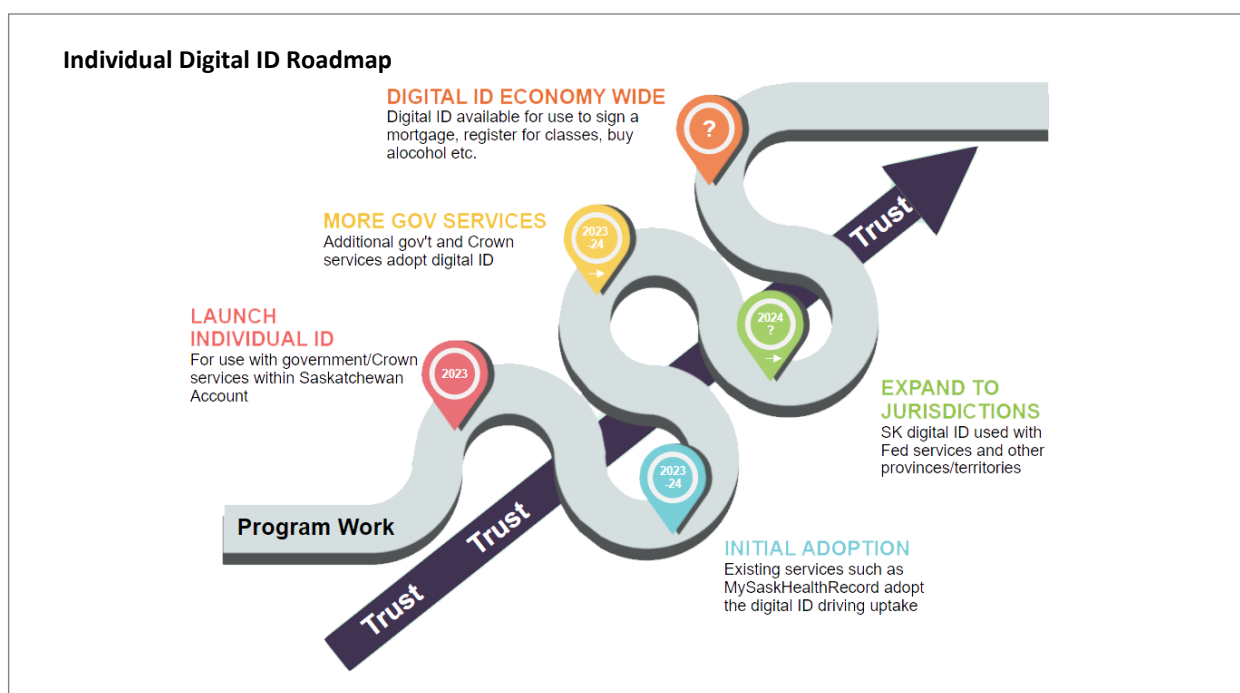 Individual Digital ID Roadmap
DIGITAL ID ECONOMY WIDE
Digital ID available for use to sign a
mortgage, register for classes, buy
alocohol etc.
?
MORE GOV SERVICES
Additional gov't and Crown
services adopt digital ID
2023
-24
Trust
LAUNCH
INDIVIDUAL ID
For use with government/Crown
services within Saskatchewan
Account
2023
2024
?
EXPAND TO
JURISDICTIONS
SK digital ID used with
Fed services and other
provinces/territories
2023
-24
Program Work
Trust
Trust
INITIAL ADOPTION
Existing services such as
MySaskHealthRecord adopt
the digital ID driving uptake